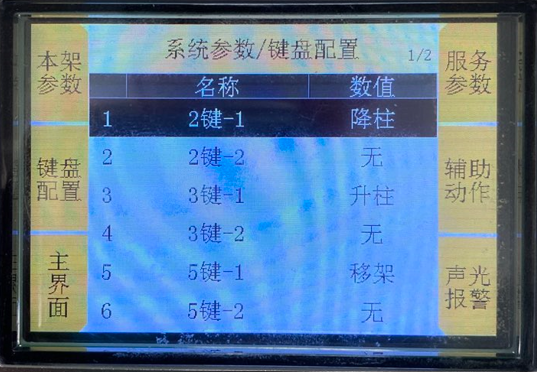 系统参数/键盘配置 1/2
本架
参数
键盘
配置
主
界
面
名称 数值
1 2键-1 降柱
2 2键-2 无
3 3键-1 升柱
4 3键-2 无
5 5键-1 移架
6 5键-2 无
服务
参数
辅助
动作
声光
报警